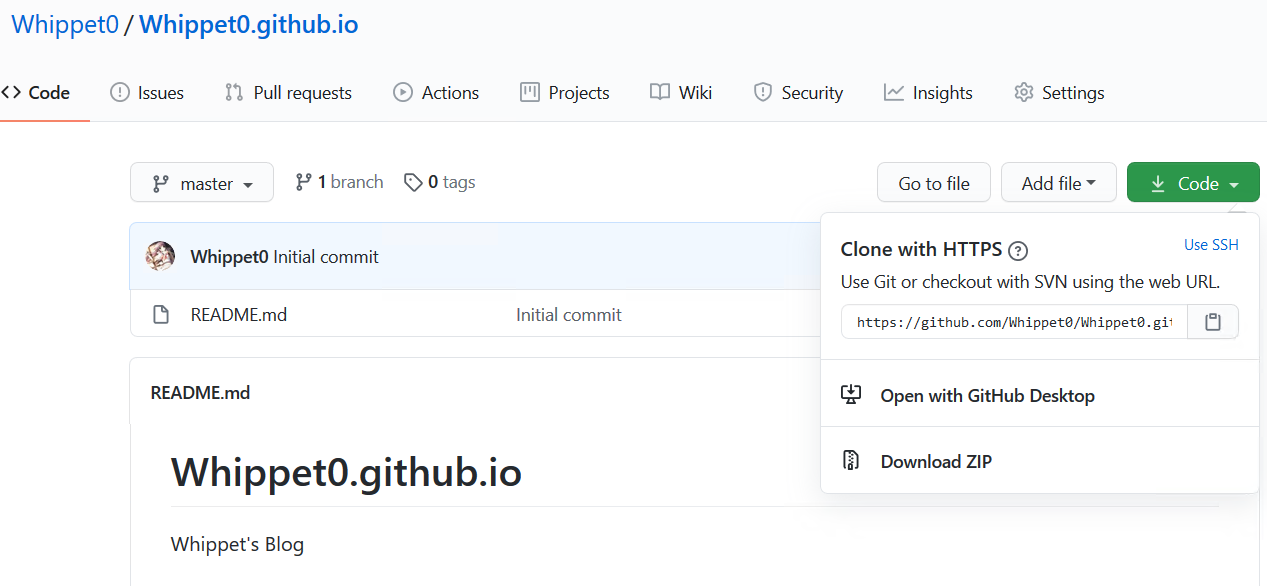 Whippet0 / Whippet0.github.io
Code Issues Pull requests Actions Projects Wiki Security Insights Settings
master 1 branch 0 tags Go to file Add file Code
Whippet0 Initial commit
README.md Initial commit
Clone with HTTPS Use SSH
Use Git or checkout with SVN using the web URL.
https://github.com/Whippet0/Whippet0.git
Open with GitHub Desktop
Download ZIP
README.md
Whippet0.github.io
Whippet's Blog